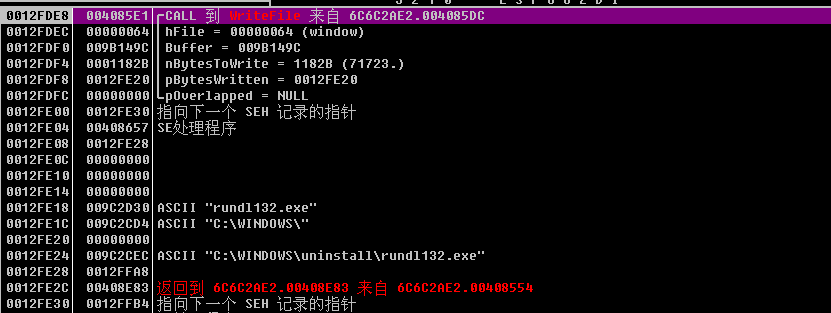 0012FDE8 004085E1 CALL 到 WriteFile 来自 6C6C2AE2.004085DC
0012FDEC 00000064 hFile = 00000064 (window)
0012FDF0 009B149C Buffer = 009B149C
0012FDF4 0001182B nBytesToWrite = 1182B (71723.)
0012FDF8 0012FE20 pBytesWritten = 0012FE20
0012FDFC 00000000 pOverlapped = NULL
0012FE00 0012FE30 指向下一个 SEH 记录的指针
0012FE04 00408657 SE处理程序
0012FE08 0012FE28
0012FE0C 00000000
0012FE10 00000000
0012FE14 00000000
0012FE18 009C2D30 ASCII "rundl132.exe"
0012FE1C 009C2CD4 ASCII "C:\WINDOWS\"
0012FE20 00000000
0012FE24 009C2CEC ASCII "C:\WINDOWS\uninstall\rundl132.exe"
0012FE28 0012FFA8
0012FE2C 00408E83 返回到 6C6C2AE2.00408E83 来自 6C6C2AE2.00408554
0012FE30 0012FFB4 指向下一个 SEH 记录的指针